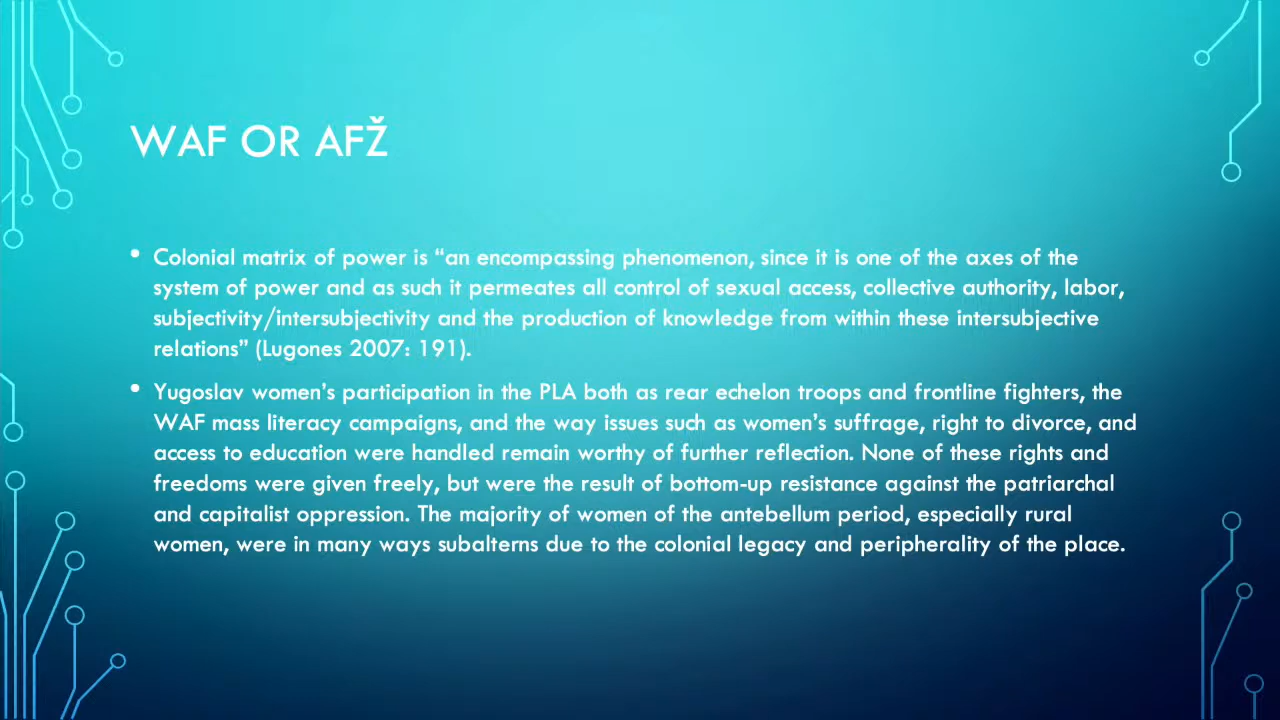 WAF OR AFŽ
• Colonial matrix of power is “an encompassing phenomenon, since it is one of the axes of the
system of power and as such it permeates all control of sexual access, collective authority, labor,
subjectivity/intersubjectivity and the production of knowledge from within these intersubjective
relations” (Lugones 2007: 191).
• Yugoslav women’s participation in the PLA both as rear echelon troops and frontline fighters, the
WAF mass literacy campaigns, and the way issues such as women’s suffrage, right to divorce, and
access to education were handled remain worthy of further reflection. None of these rights and
freedoms were given freely, but were the result of bottom-up resistance against the patriarchal
and capitalist oppression. The majority of women of the antebellum period, especially rural
women, were in many ways subalterns due to the colonial legacy and peripherality of the place.